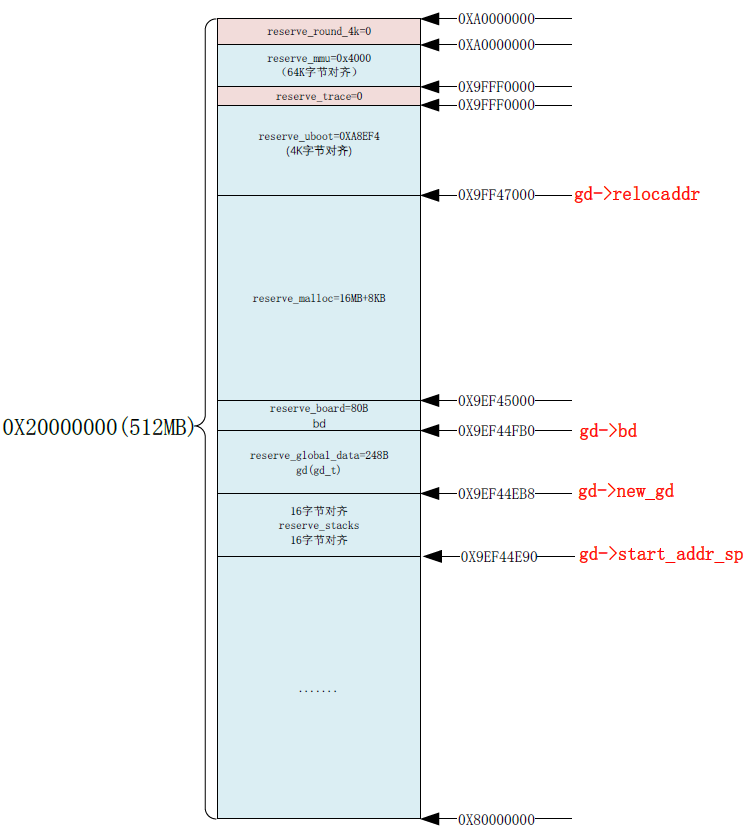 0XA0000000
reserve_round_4k=0
0XA0000000
reserve_mmu=0x4000
(64K字节对齐)
0X9FFF0000
reserve_trace=0
0X9FFF0000
reserve_uboot=0XA8EF4
(4K字节对齐)
0X9FF47000
gd->relocaddr
reserve_malloc=16MB+8KB
0X9EF45000
reserve_board=80B
bd
0X20000000(512MB)
0X9EF44FB0
gd->bd
reserve_global_data=248B
gd(gd_t)
0X9EF44EB8
gd->new_gd
16字节对齐
reserve_stacks
16字节对齐
0X9EF44E90
gd->start_addr_sp
.......
0X80000000